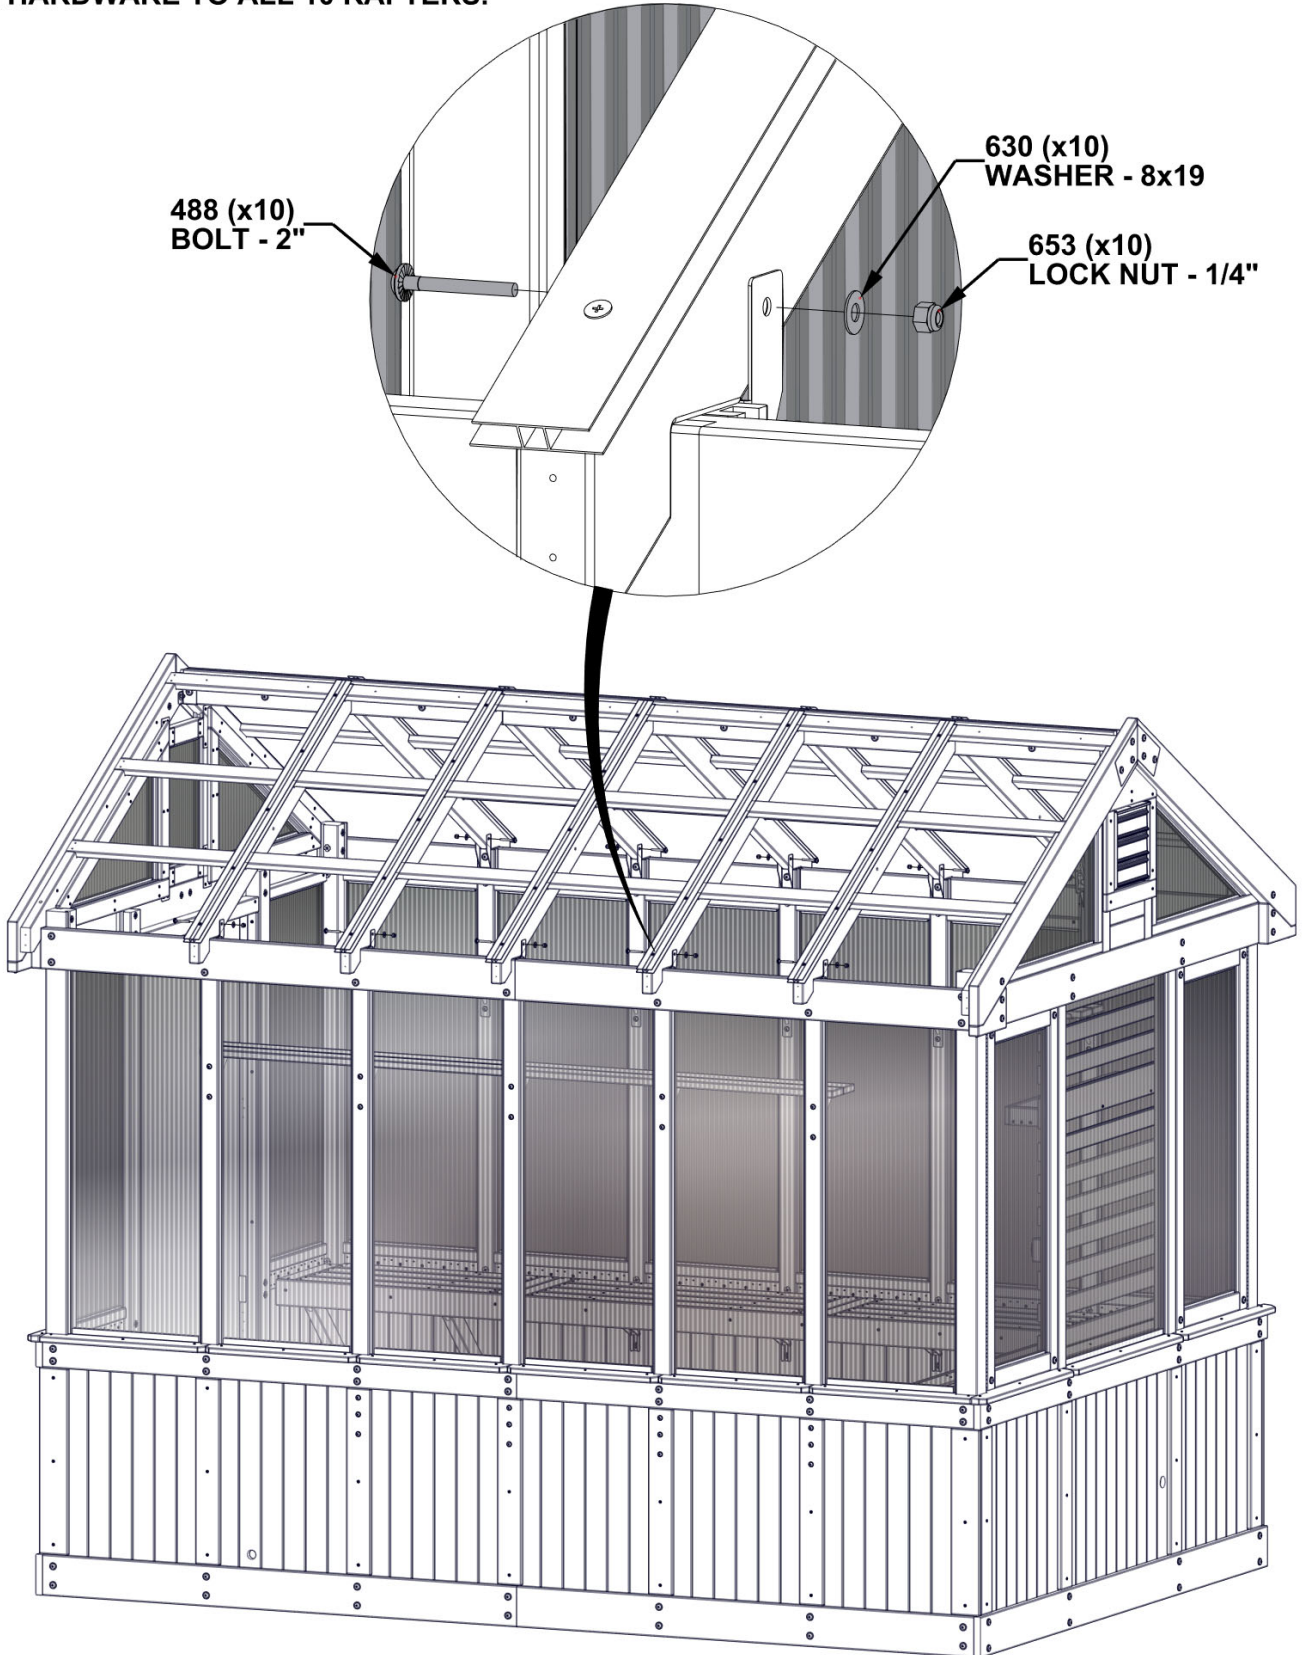 HARDWARE TO ALL 10 RAFTERS.
630 (x10)
WASHER - 8x19
488 (x10)
BOLT - 2"
653 (x10)
LOCK NUT - 1/4"